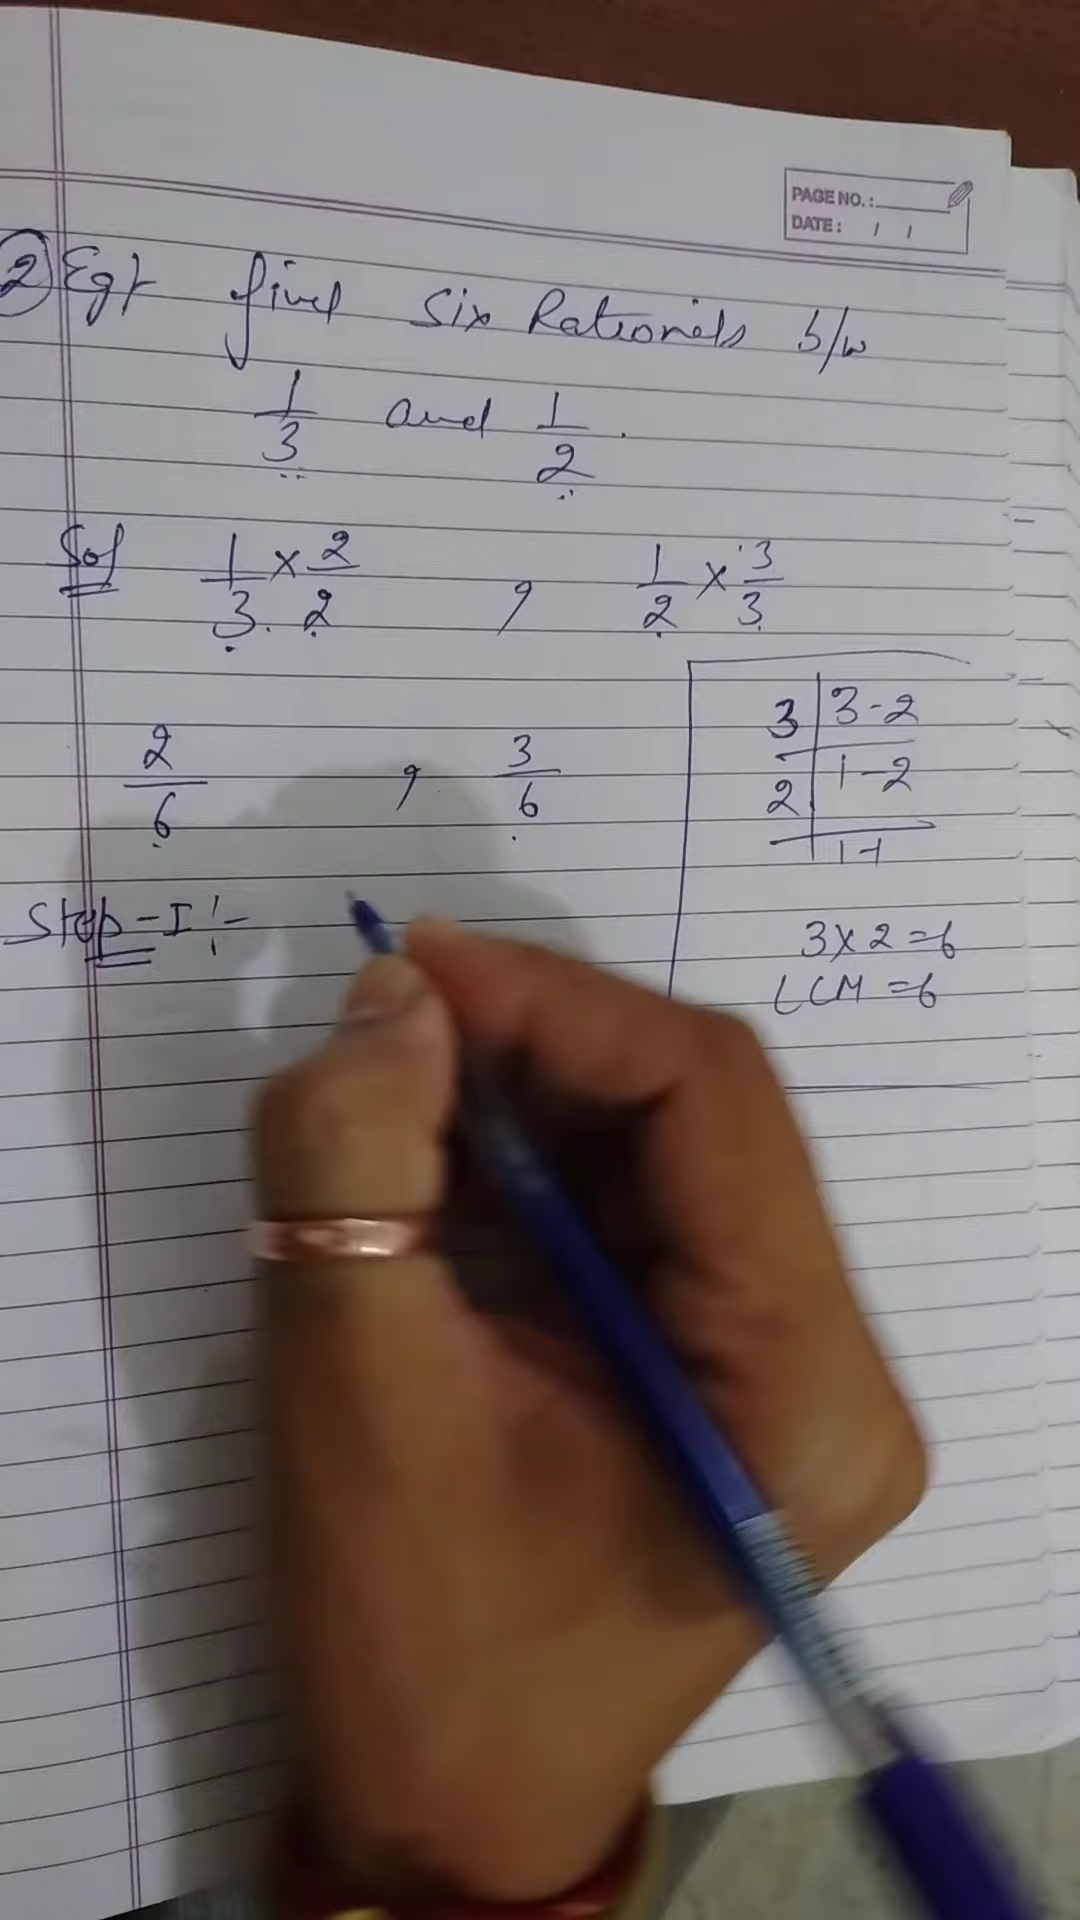 PAGE NO.:
DATE: / /
2 Eg:- find Six Rationals b/w
1/3 and 1/2.
Sol 1/3 × 2/2 , 1/2 × 3/3
2/6 , 3/6
3 | 3-2
2 | 1-2
1-1
Step-I:-
3×2=6
LCM=6